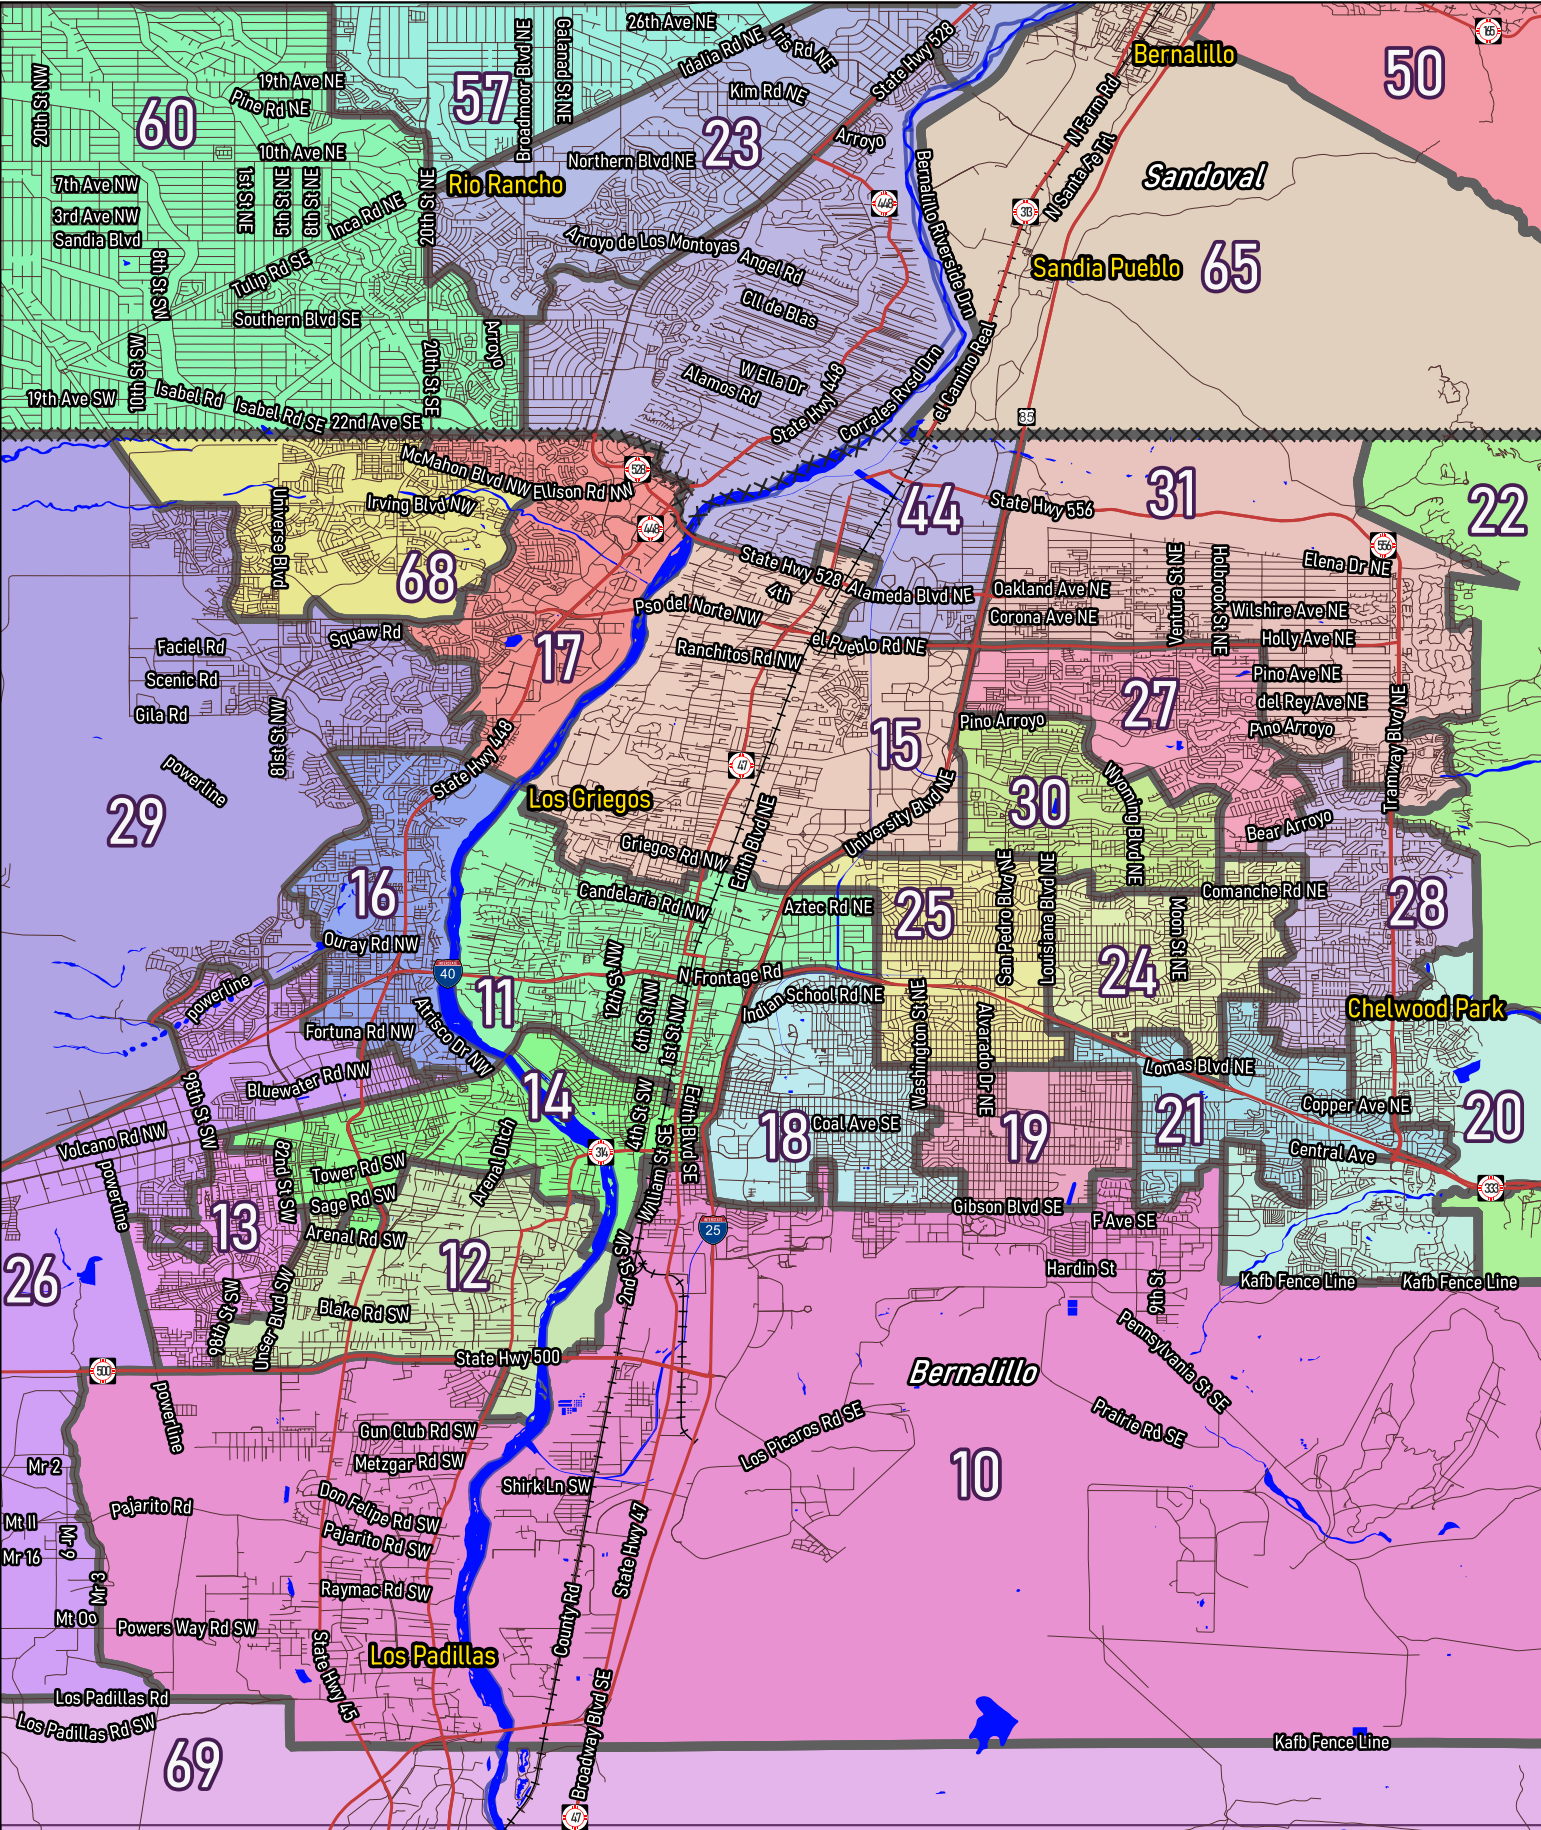 26th Ave NE
165
20th St NW
19th Ave NE
57
Broadmoor Blvd NE
Galanad St NE
Idalia Rd NE
Iris Rd NE
State Hwy 528
Bernalillo
50
Pine Rd NE
60
Kim Rd NE
N Farm Rd
10th Ave NE
Northern Blvd NE
23
Arroyo
N Santa Fe Trl
7th Ave NW
1st St NE
5th St NE
8th St NE
Inca Rd NE
20th St NE
Rio Rancho
Bernalillo Riverside Drn
Sandoval
3rd Ave NW
448
313
Sandia Blvd
Arroyo de Los Montoyas
Angel Rd
8th St SW
Tulip Rd SE
Sandia Pueblo
65
Southern Blvd SE
Cll de Blas
Arroyo
10th St SW
20th St SE
W Ella Dr
State Hwy 448
Corrales Rvsd Drn
el Camino Real
19th Ave SW
Isabel Rd
Isabel Rd SE
22nd Ave SE
Alamos Rd
85
McMahon Blvd NW
Ellison Rd NW
528
Universe Blvd
Irving Blvd NW
448
44
State Hwy 556
31
22
68
556
State Hwy 528
Alameda Blvd NE
Oakland Ave NE
Ventura St NE
Holbrook St NE
Elena Dr NE
4th
Pso del Norte NW
Corona Ave NE
Wilshire Ave NE
Faciel Rd
Squaw Rd
17
el Pueblo Rd NE
Holly Ave NE
Ranchitos Rd NW
Scenic Rd
Pino Ave NE
27
del Rey Ave NE
Gila Rd
81st St NW
15
Pino Arroyo
Pino Arroyo
Tramway Blvd NE
powerline
State Hwy 448
47
Los Griegos
30
Wyoming Blvd NE
29
Edith Blvd NE
University Blvd NE
Bear Arroyo
Griegos Rd NW
16
Candelaria Rd NW
Aztec Rd NE
25
San Pedro Blvd NE
Louisiana Blvd NE
Comanche Rd NE
28
Moon St NE
Ouray Rd NW
40
12th St NW
N Frontage Rd
24
powerline
11
6th St NW
1st St NW
Indian School Rd NE
Washington St NE
Alvarado Dr NE
Chelwood Park
Fortuna Rd NW
Atrisco Dr NW
Bluewater Rd NW
14
Lomas Blvd NE
98th St SW
4th St SW
Edith Blvd SE
Copper Ave NE
Volcano Rd NW
18
Coal Ave SE
19
21
20
powerline
72nd St SW
Tower Rd SW
Arenal Ditch
314
William St SE
Central Ave
333
Sage Rd SW
13
Arenal Rd SW
Gibson Blvd SE
F Ave SE
25
26
12
2nd St SW
Hardin St
9th St
Kafb Fence Line
Kafb Fence Line
98th St SW
Unser Blvd SW
Blake Rd SW
Pennsylvania St SE
State Hwy 500
500
Bernalillo
powerline
Gun Club Rd SW
Los Picaros Rd SE
Prairie Rd SE
Mr 2
Metzgar Rd SW
10
Shirk Ln SW
Pajarito Rd
Don Felipe Rd SW
State Hwy 47
Mt II
Mr 9
Pajarito Rd SW
Mr 16
Mr 3
Raymac Rd SW
Mt Oo
Powers Way Rd SW
County Rd
Los Padillas
State Hwy 45
Los Padillas Rd
Los Padillas Rd SW
Broadway Blvd SE
Kafb Fence Line
69
47